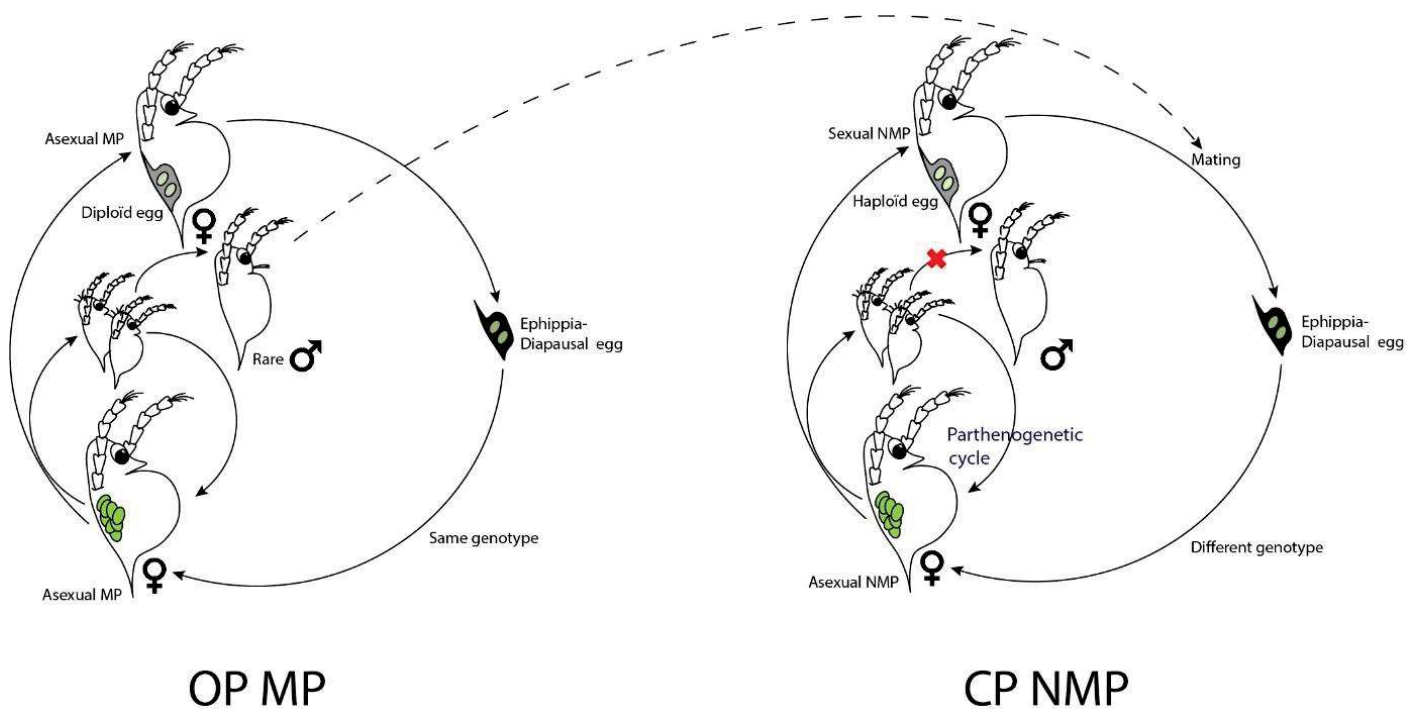 Asexual MP
Diploïd egg
Rare
Ephippia-
Diapausal egg
Same genotype
Asexual MP
OP MP
Sexual NMP
Mating
Haploïd egg
Ephippia-
Diapausal egg
Parthenogenetic
cycle
Different genotype
Asexual NMP
CP NMP